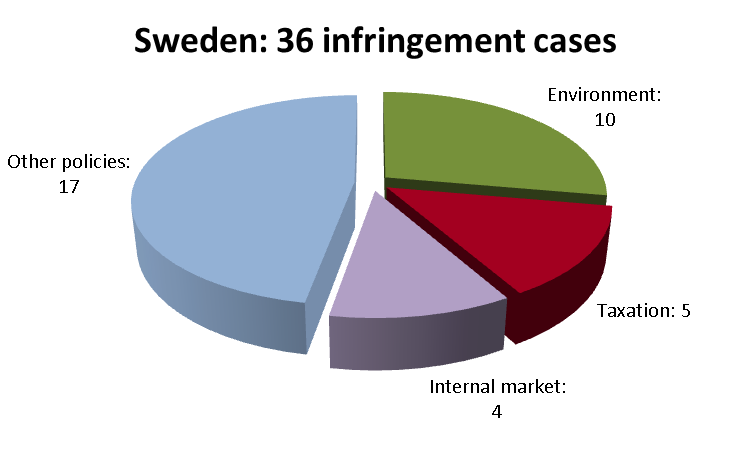 Sweden: 36 infringement cases
Environment:
10
Other policies:
17
Taxation: 5
Internal market:
4